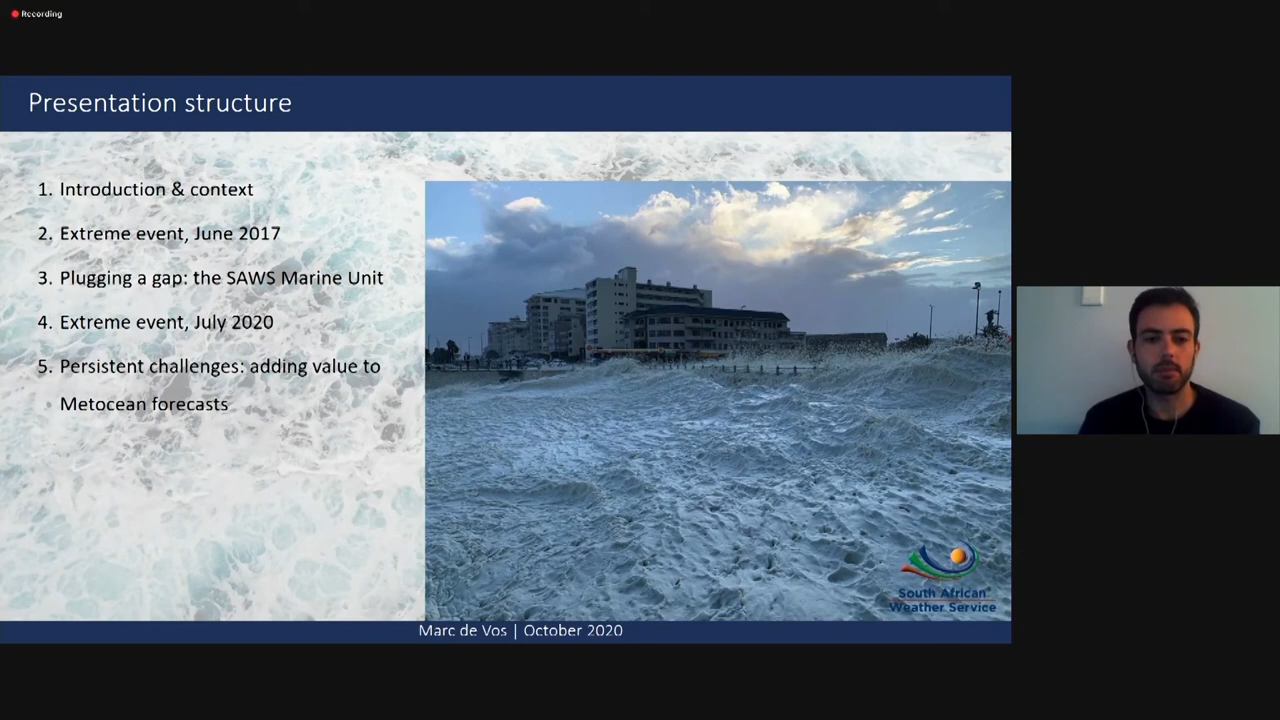 Recording
Presentation structure
1. Introduction & context
2. Extreme event, June 2017
3. Plugging a gap: the SAWS Marine Unit
4. Extreme event, July 2020
5. Persistent challenges: adding value to
Metocean forecasts
South African
Weather Service
Marc de Vos | October 2020